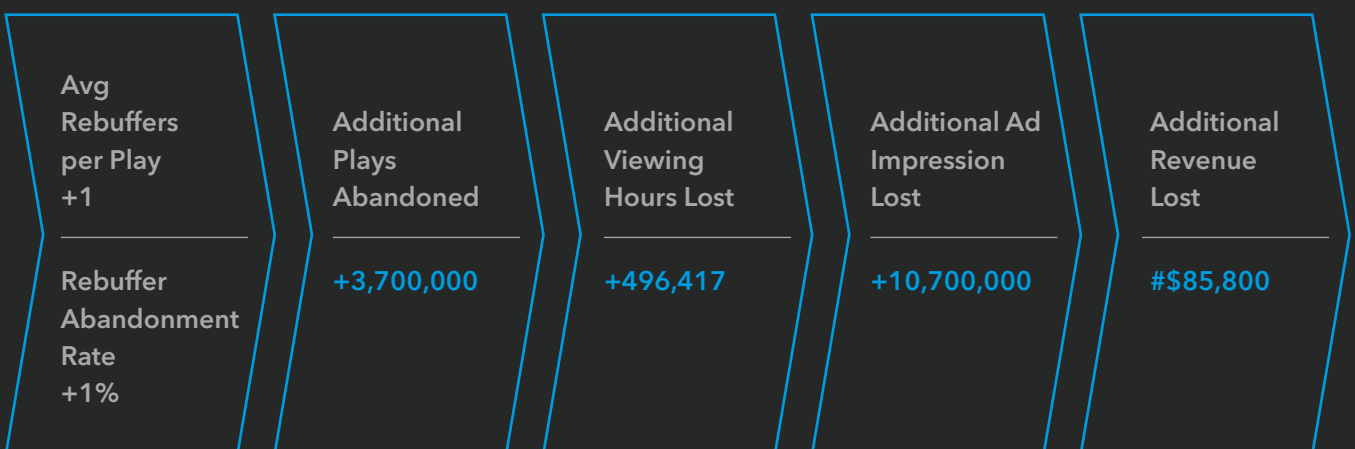 Avg
Rebuffers
per Play
+1
Rebuffer
Abandonment
Rate
+1%
Additional
Plays
Abandoned
+3,700,000
Additional
Viewing
Hours Lost
+496,417
Additional Ad
Impression
Lost
+10,700,000
Additional
Revenue
Lost
#$85,800